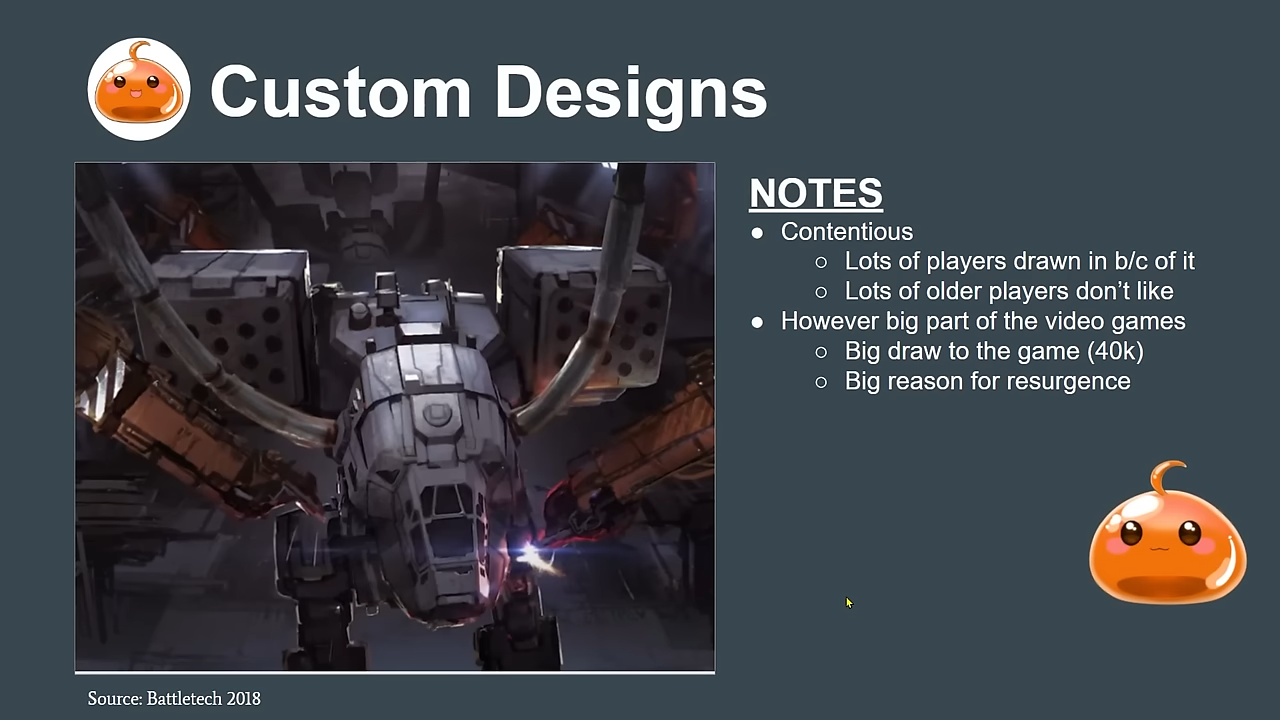 Custom Designs
NOTES
● Contentious
○ Lots of players drawn in b/c of it
○ Lots of older players don’t like
● However big part of the video games
○ Big draw to the game (40k)
○ Big reason for resurgence
Source: Battletech 2018